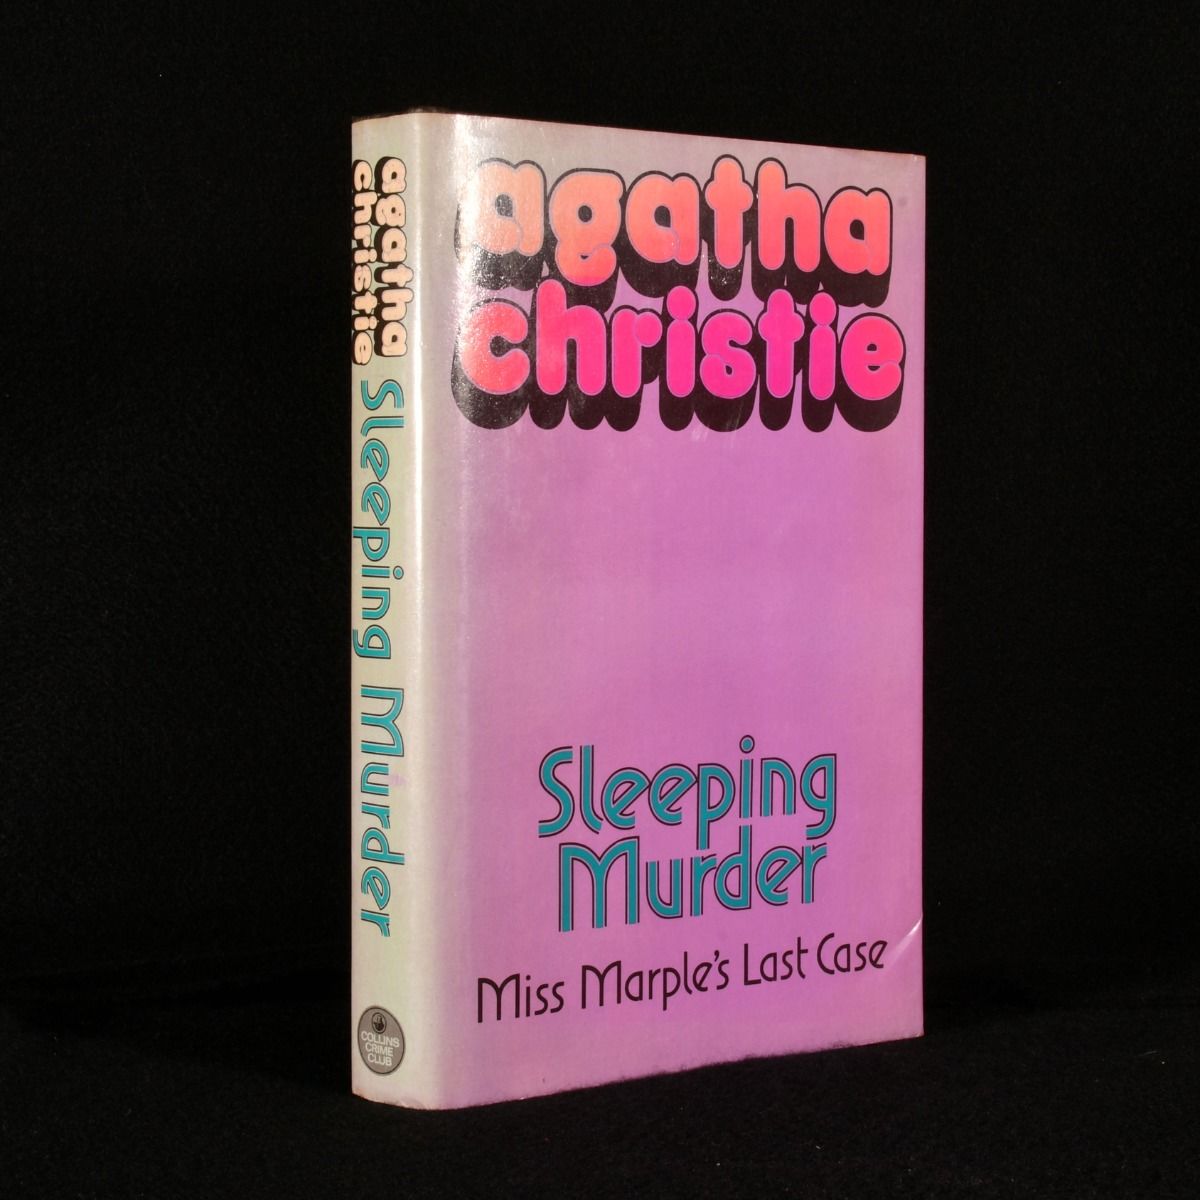 agatha
christie
Sleeping
Murder
Miss Marple's Last Case
agatha
christie
Sleeping Murder
COLLINS
CRIME
CLUB